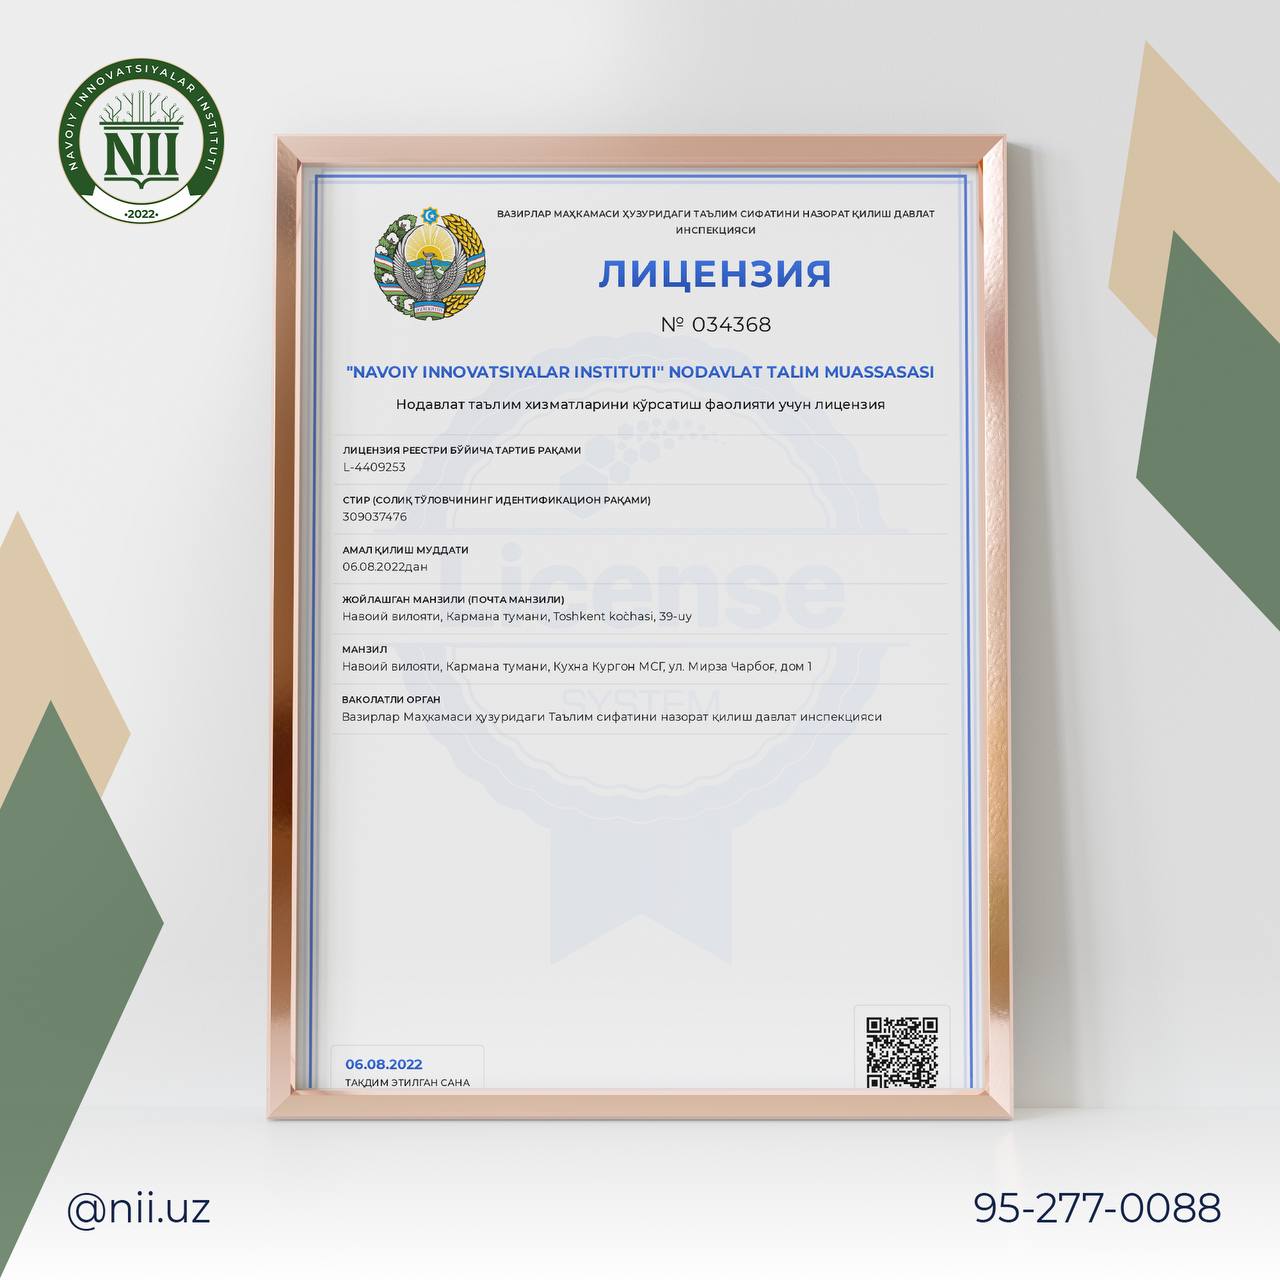 NAVOIY INNOVATSIYALAR INSTITUTI
NII
•2022•
ВАЗИРЛАР МАҲКАМАСИ ҲУЗУРИДАГИ ТАЪЛИМ СИФАТИНИ НАЗОРАТ ҚИЛИШ ДАВЛАТ
ИНСПЕКЦИЯСИ
ЛИЦЕНЗИЯ
№ 034368
"NAVOIY INNOVATSIYALAR INSTITUTI" NODAVLAT TA`LIM MUASSASASI
Нодавлат таълим хизматларини кўрсатиш фаолияти учун лицензия
ЛИЦЕНЗИЯ РЕЕСТРИ БЎЙИЧА ТАРТИБ РАҚАМИ
L-4409253
СТИР (СОЛИҚ ТЎЛОВЧИНИНГ ИДЕНТИФИКАЦИОН РАҚАМИ)
309037476
АМАЛ ҚИЛИШ МУДДАТИ
06.08.2022дан
License
ЖОЙЛАШГАН МАНЗИЛИ (ПОЧТА МАНЗИЛИ)
Навоий вилояти, Кармана тумани, Toshkent ko`chasi, 39-uy
МАНЗИЛ
Навоий вилояти, Кармана тумани, Кухна Кургон МСГ, ул. Мирза Чарбоғ, дом 1
SYSTEM
ВАКОЛАТЛИ ОРГАН
Вазирлар Маҳкамаси ҳузуридаги Таълим сифатини назорат қилиш давлат инспекцияси
06.08.2022
ТАҚДИМ ЭТИЛГАН САНА
@nii.uz
95-277-0088